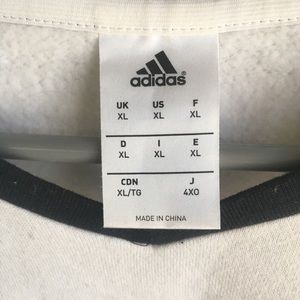 adidas
UK US F
XL XL XL
D I E
XL XL XL
CDN J
XL/TG 4XO
MADE IN CHINA